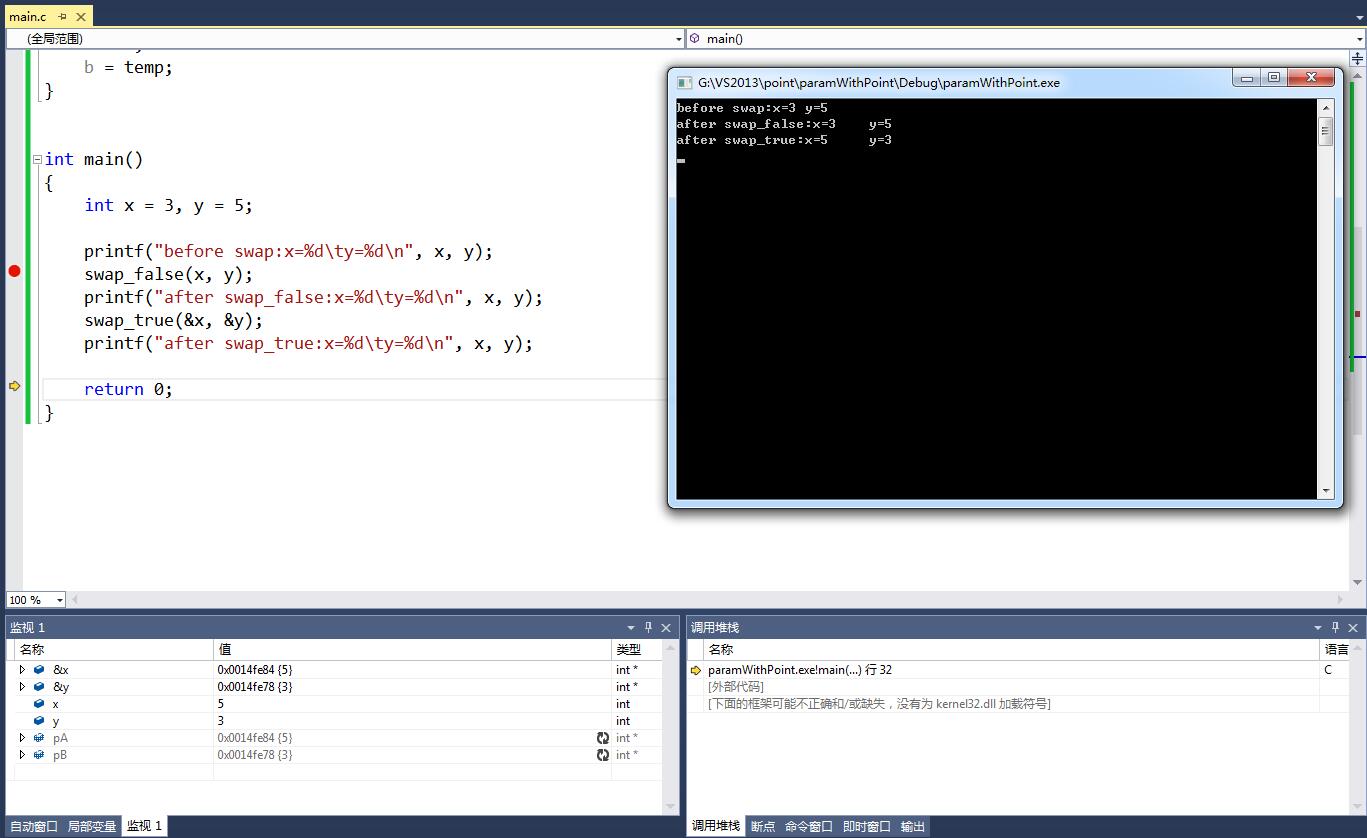 main.c
(全局范围)
main()
b = temp;
}
int main()
{
int x = 3, y = 5;
printf("before swap:x=%d\ty=%d\n", x, y);
swap_false(x, y);
printf("after swap_false:x=%d\ty=%d\n", x, y);
swap_true(&x, &y);
printf("after swap_true:x=%d\ty=%d\n", x, y);
return 0;
}
G:\VS2013\point\paramWithPoint\Debug\paramWithPoint.exe
before swap:x=3 y=5
after swap_false:x=3 y=5
after swap_true:x=5 y=3
100 %
监视 1
名称 值 类型
&x 0x0014fe84 {5} int *
&y 0x0014fe78 {3} int *
x 5 int
y 3 int
pA 0x0014fe84 {5} int *
pB 0x0014fe78 {3} int *
自动窗口 局部变量 监视 1
调用堆栈
名称 语言
paramWithPoint.exe!main(...) 行 32 C
[外部代码]
[下面的框架可能不正确和/或缺失，没有为 kernel32.dll 加载符号]
调用堆栈 断点 命令窗口 即时窗口 输出